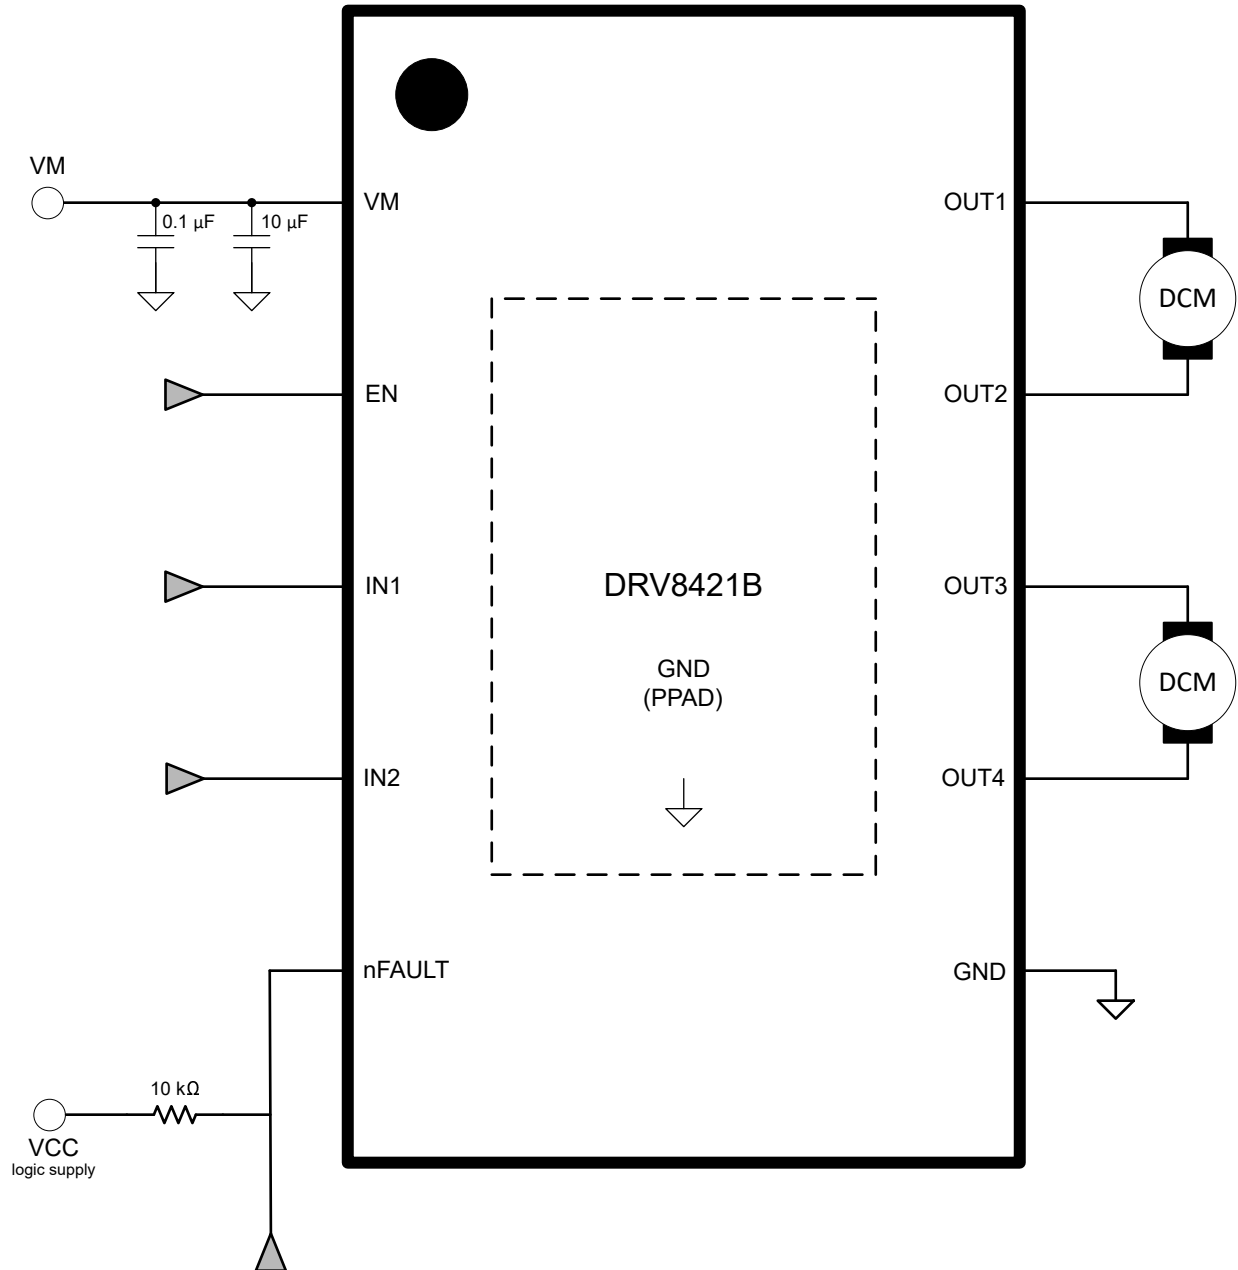 VM
0.1 µF
10 µF
VM
OUT1
DCM
EN
OUT2
IN1
DRV8421B
OUT3
GND
(PPAD)
DCM
IN2
OUT4
nFAULT
GND
10 kΩ
VCC
logic supply